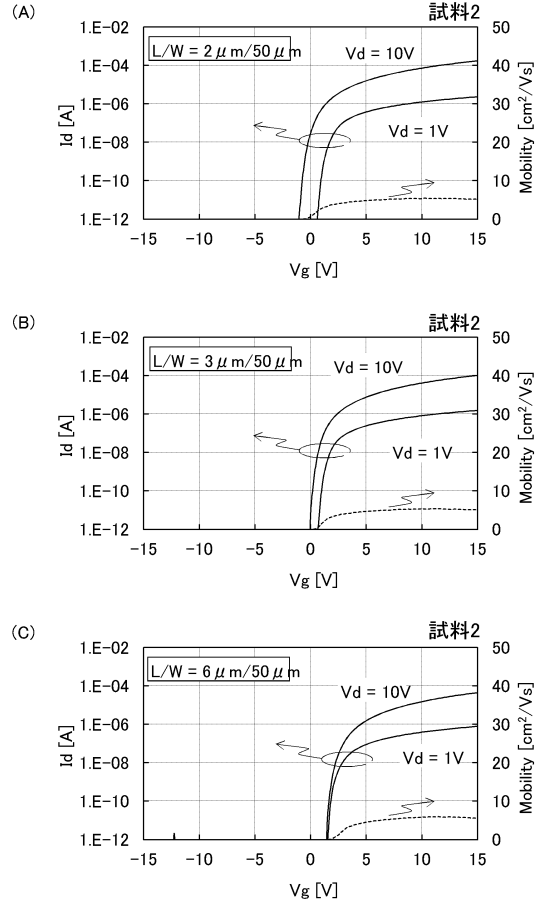 (A)
試料2
L/W = 2μm/50μm
Vd = 10V
Vd = 1V
1.E-02
1.E-04
1.E-06
1.E-08
1.E-10
1.E-12
Id [A]
50
40
30
20
10
0
Mobility [cm²/Vs]
-15 -10 -5 0 5 10 15
Vg [V]
(B)
試料2
L/W = 3μm/50μm
Vd = 10V
Vd = 1V
1.E-02
1.E-04
1.E-06
1.E-08
1.E-10
1.E-12
Id [A]
50
40
30
20
10
0
Mobility [cm²/Vs]
-15 -10 -5 0 5 10 15
Vg [V]
(C)
試料2
L/W = 6μm/50μm
Vd = 10V
Vd = 1V
1.E-02
1.E-04
1.E-06
1.E-08
1.E-10
1.E-12
Id [A]
50
40
30
20
10
0
Mobility [cm²/Vs]
-15 -10 -5 0 5 10 15
Vg [V]